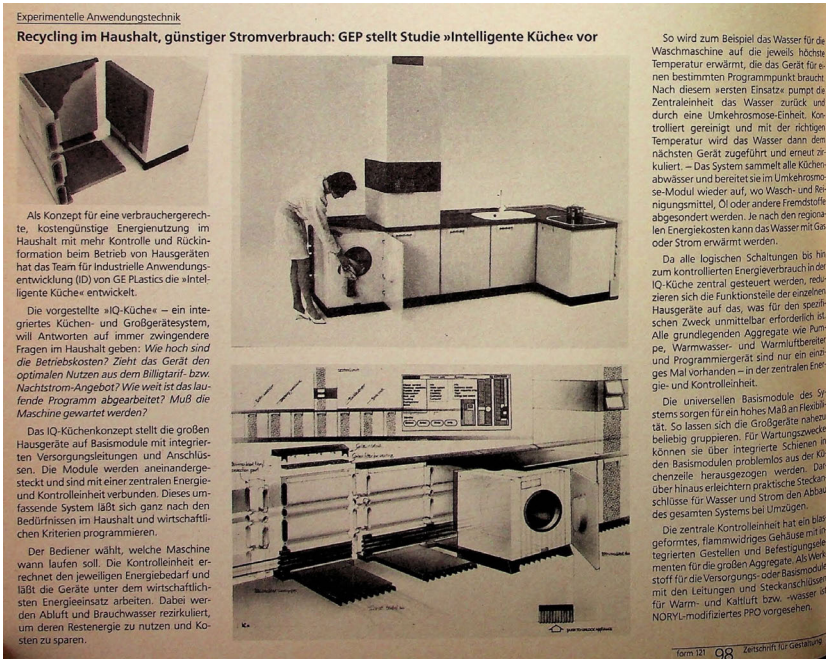 Experimentelle Anwendungstechnik
Recycling im Haushalt, günstiger Stromverbrauch: GEP stellt Studie »Intelligente Küche« vor
Als Konzept für eine verbrauchergerech-
te, kostengünstige Energienutzung im
Haushalt mit mehr Kontrolle und Rückin-
formation beim Betrieb von Hausgeräten
hat das Team für Industrielle Anwendungs-
entwicklung (ID) von GE PLastics die »Intel-
ligente Küche« entwickelt.
Die vorgestellte »IQ-Küche« – ein inte-
griertes Küchen- und Großgerätesystem,
will Antworten auf immer zwingendere
Fragen im Haushalt geben: Wie hoch sind
die Betriebskosten? Zieht das Gerät den
optimalen Nutzen aus dem Billigtarif- bzw.
Nachtstrom-Angebot? Wie weit ist das lau-
fende Programm abgearbeitet? Muß die
Maschine gewartet werden?
Das IQ-Küchenkonzept stellt die großen
Hausgeräte auf Basismodule mit integrier-
ten Versorgungsleitungen und Anschlüs-
sen. Die Module werden aneinanderge-
steckt und sind mit einer zentralen Energie-
und Kontrolleinheit verbunden. Dieses um-
fassende System läßt sich ganz nach den
Bedürfnissen im Haushalt und wirtschaftli-
chen Kriterien programmieren.
Der Bediener wählt, welche Maschine
wann laufen soll. Die Kontrolleinheit er-
rechnet den jeweiligen Energiebedarf und
läßt die Geräte unter dem wirtschaftlich-
sten Energieeinsatz arbeiten. Dabei wer-
den Abluft und Brauchwasser rezirkuliert,
um deren Restenergie zu nutzen und Ko-
sten zu sparen.
So wird zum Beispiel das Wasser für die
Waschmaschine auf die jeweils höchste
Temperatur erwärmt, die das Gerät für ei-
nen bestimmten Programmpunkt braucht.
Nach diesem »ersten Einsatz« pumpt die
Zentraleinheit das Wasser zurück und
durch eine Umkehrosmose-Einheit. Kon-
trolliert gereinigt und mit der richtigen
Temperatur wird das Wasser dann dem
nächsten Gerät zugeführt und erneut zir-
kuliert. – Das System sammelt alle Küchen-
abwässer und bereitet sie im Umkehrosmo-
se-Modul wieder auf, wo Wasch- und Rei-
nigungsmittel, Öl oder andere Fremdstoffe
abgesondert werden. Je nach den regiona-
len Energiekosten kann das Wasser mit Gas
oder Strom erwärmt werden.
Da alle logischen Schaltungen bis hin
zum kontrollierten Energieverbrauch in der
IQ-Küche zentral gesteuert werden, redu-
zieren sich die Funktionsteile der einzelnen
Hausgeräte auf das, was für den spezifi-
schen Zweck unmittelbar erforderlich ist.
Alle grundlegenden Aggregate wie Pum-
pe, Warmwasser- und Warmluftbereiter
und Programmiergerät sind nur ein einzi-
ges Mal vorhanden – in der zentralen Ener-
gie- und Kontrolleinheit.
Die universellen Basismodule des Sy-
stems sorgen für ein hohes Maß an Flexibili-
tät. So lassen sich die Großgeräte nahezu
beliebig gruppieren. Für Wartungszwecke
können sie über integrierte Schienen in
den Basismodulen problemlos aus der Kü-
chenzeile herausgezogen werden. Dar-
über hinaus erleichtern praktische Steckan-
schlüsse für Wasser und Strom den Abbau
des gesamten Systems bei Umzügen.
Die zentrale Kontrolleinheit hat ein blas-
geformtes, flammwidriges Gehäuse mit in-
tegrierten Gestellen und Befestigungsele-
menten für die großen Aggregate. Als Werk-
stoff für die Versorgungs- oder Basismodule
mit den Leitungen und Steckanschlüssen
für Warm- und Kaltluft bzw. -wasser ist
NORYL-modifiziertes PPO vorgesehen.
form 121 98 Zeitschrift für Gestaltung